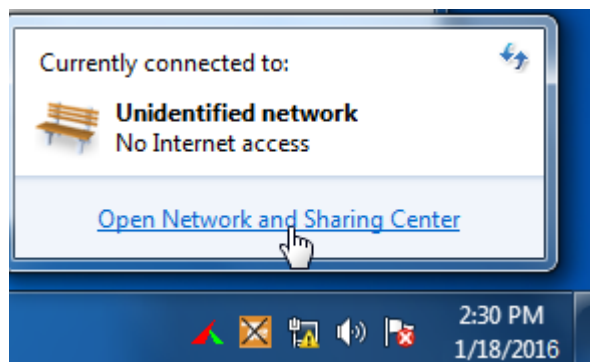 Currently connected to:
Unidentified network
No Internet access
Open Network and Sharing Center
2:30 PM
1/18/2016